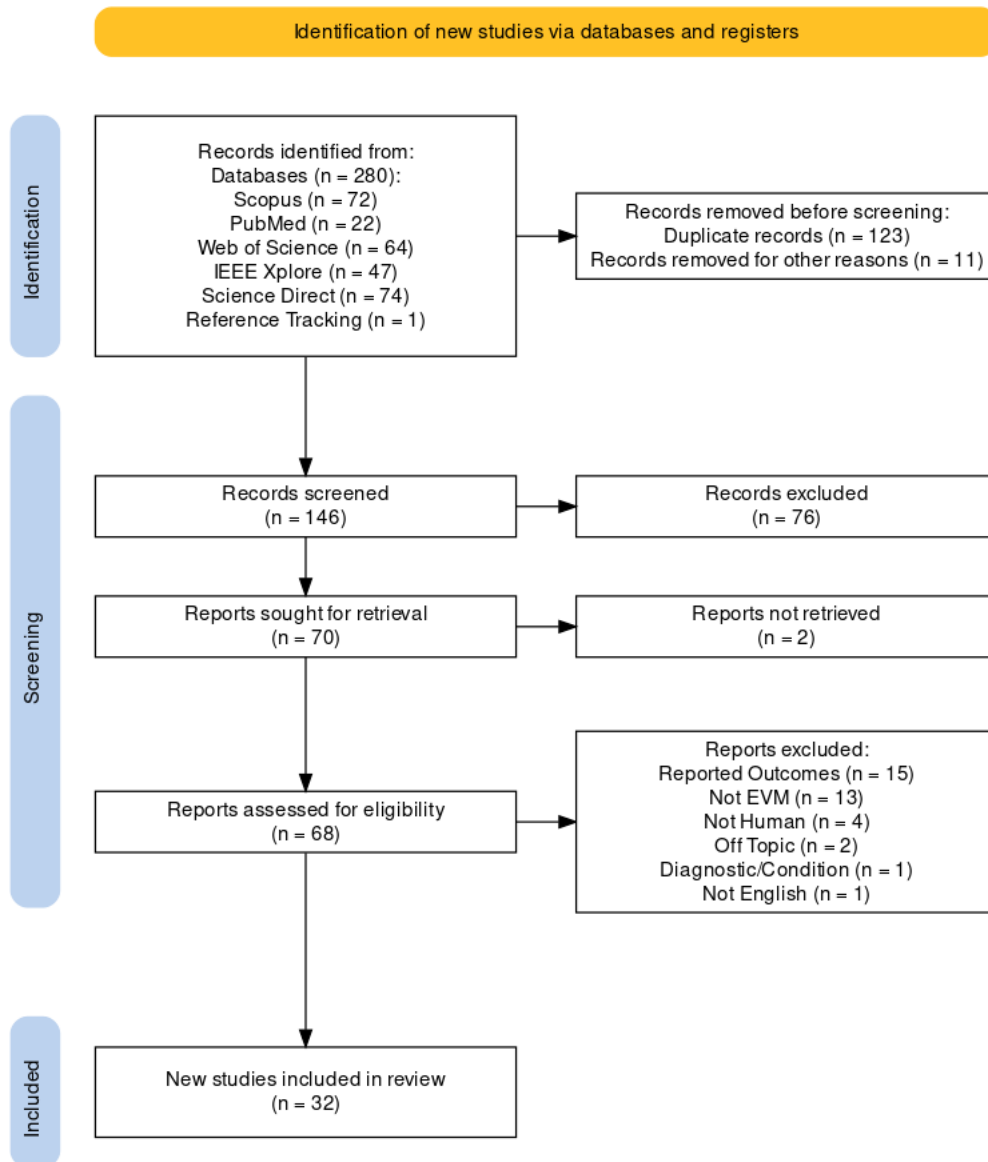 Identification of new studies via databases and registers
Identification
Records identified from:
Databases (n = 280):
Scopus (n = 72)
PubMed (n = 22)
Web of Science (n = 64)
IEEE Xplore (n = 47)
Science Direct (n = 74)
Reference Tracking (n = 1)
Records removed before screening:
Duplicate records (n = 123)
Records removed for other reasons (n = 11)
Screening
Records screened
(n = 146)
Records excluded
(n = 76)
Reports sought for retrieval
(n = 70)
Reports not retrieved
(n = 2)
Reports assessed for eligibility
(n = 68)
Reports excluded:
Reported Outcomes (n = 15)
Not EVM (n = 13)
Not Human (n = 4)
Off Topic (n = 2)
Diagnostic/Condition (n = 1)
Not English (n = 1)
Included
New studies included in review
(n = 32)